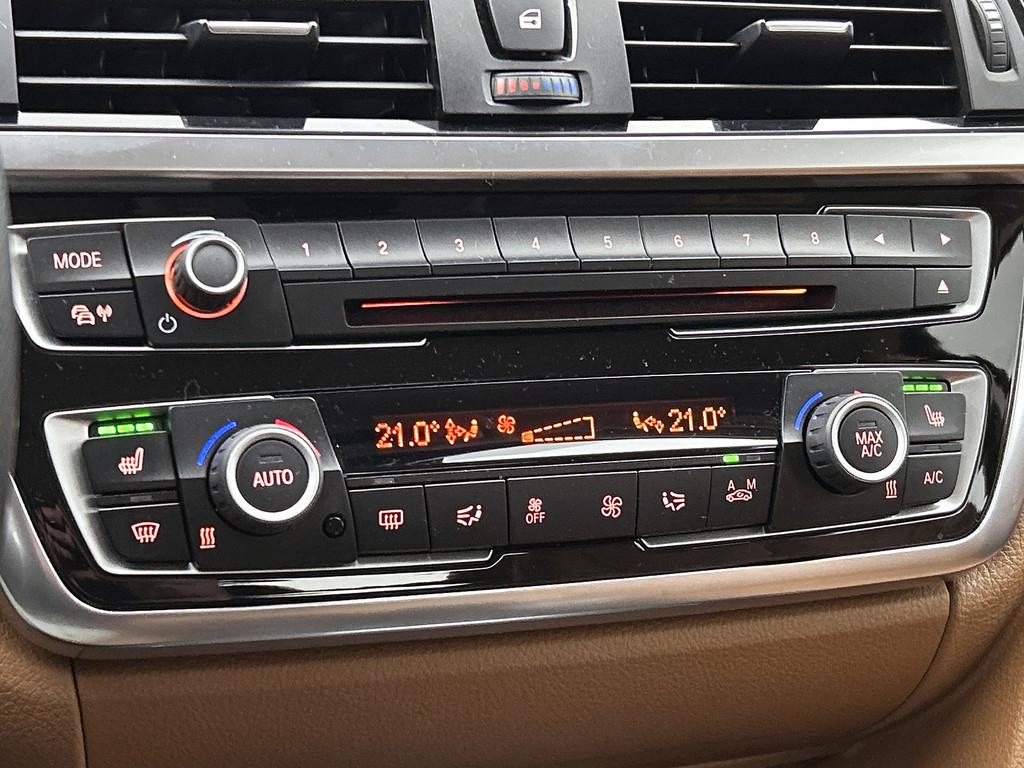 MODE
1 2 3 4 5 6 7 8
21.0° 21.0°
AUTO
MAX
A/C
A M
A/C
OFF